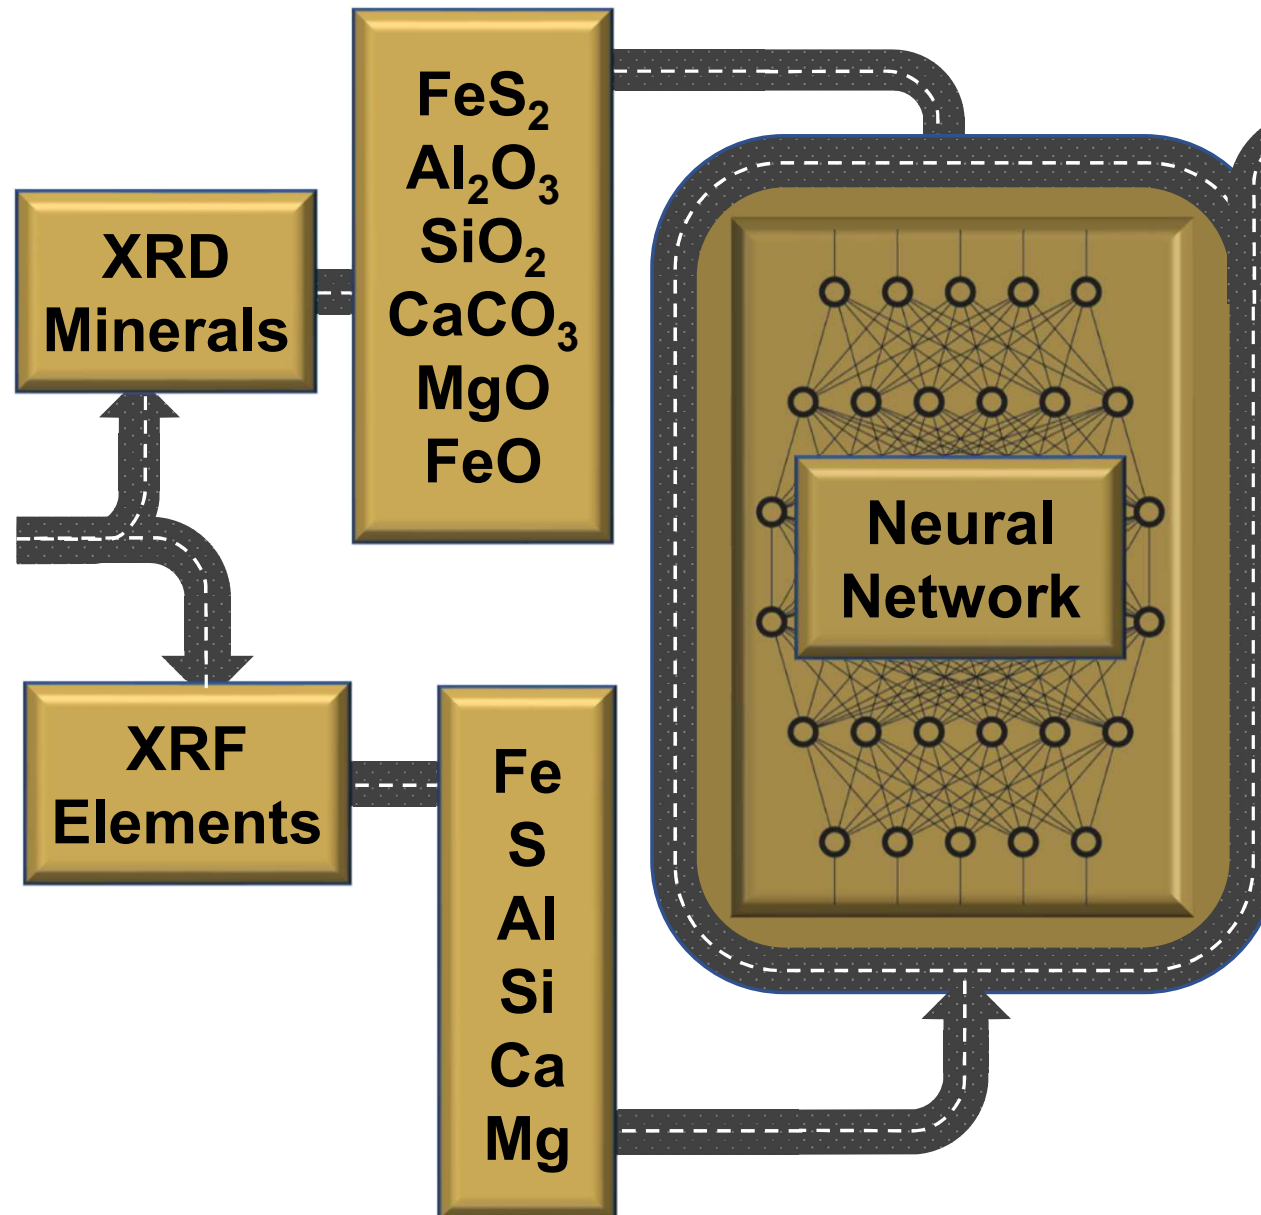 XRD
Minerals
FeS₂
Al₂O₃
SiO₂
CaCO₃
MgO
FeO
Neural
Network
XRF
Elements
Fe
S
Al
Si
Ca
Mg